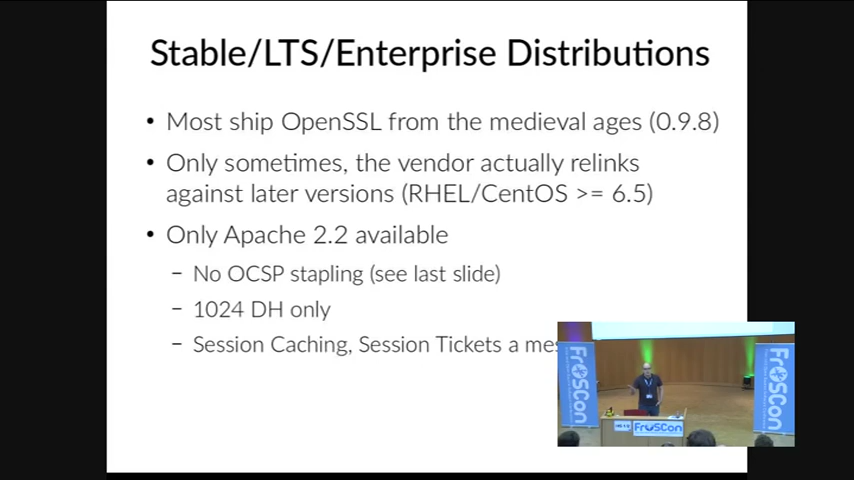 Stable/LTS/Enterprise Distributions
• Most ship OpenSSL from the medieval ages (0.9.8)
• Only sometimes, the vendor actually relinks
against later versions (RHEL/CentOS >= 6.5)
• Only Apache 2.2 available
– No OCSP stapling (see last slide)
– 1024 DH only
– Session Caching, Session Tickets a mes
FrOSCon
FrOSCon
FrOSCon